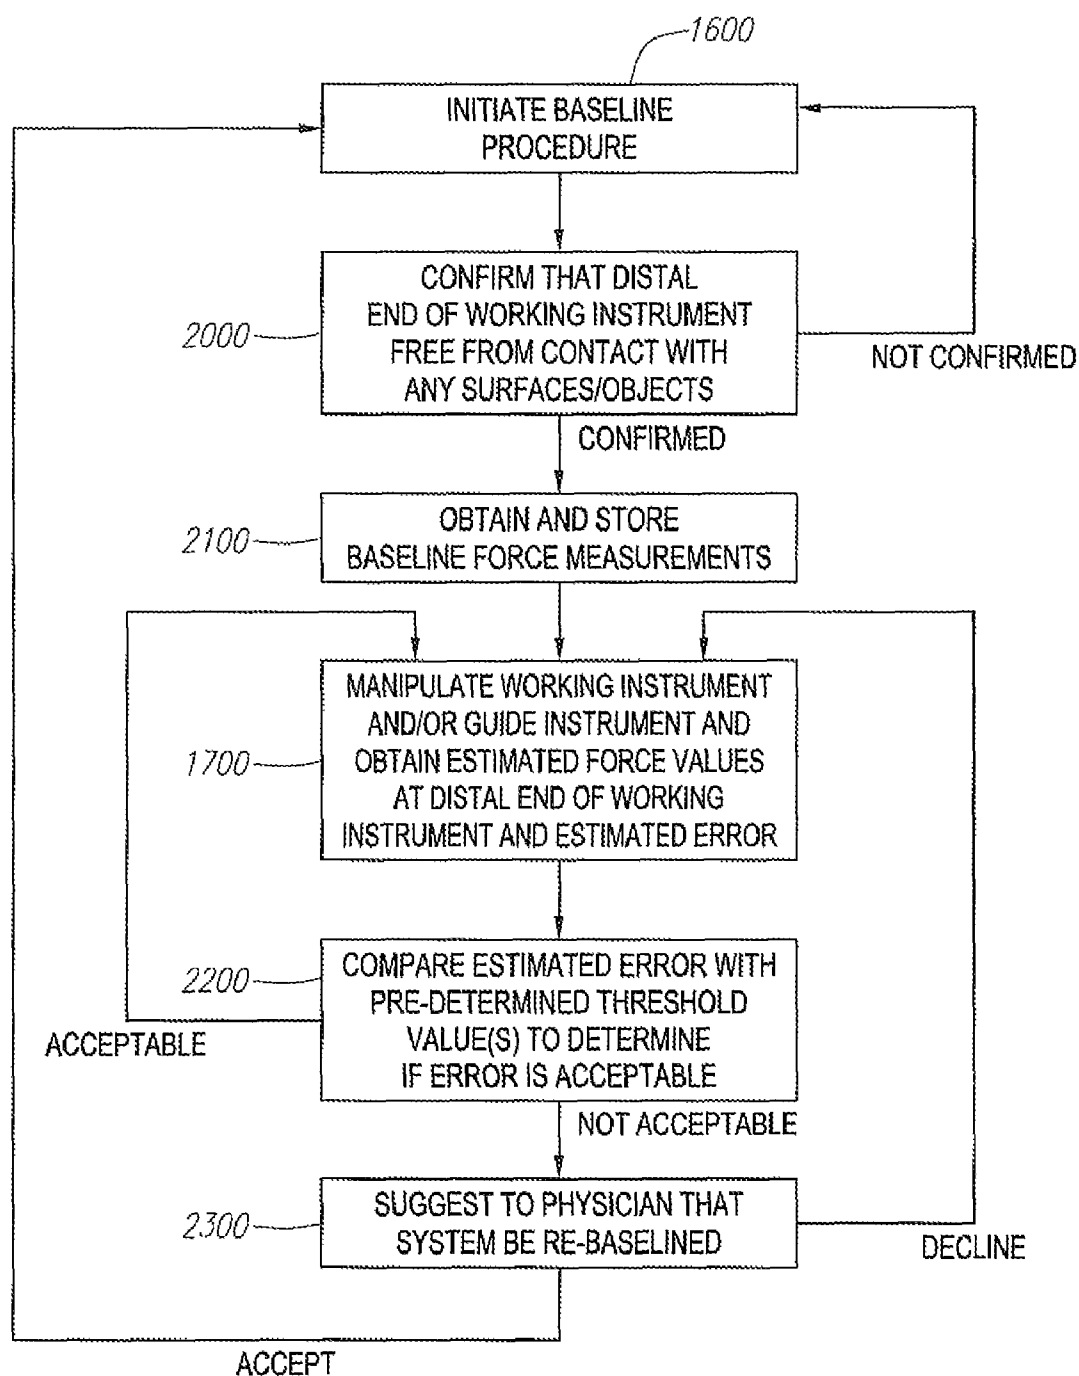 1600
INITIATE BASELINE
PROCEDURE
CONFIRM THAT DISTAL
END OF WORKING INSTRUMENT
FREE FROM CONTACT WITH
ANY SURFACES/OBJECTS
2000
NOT CONFIRMED
CONFIRMED
OBTAIN AND STORE
BASELINE FORCE MEASUREMENTS
2100
MANIPULATE WORKING INSTRUMENT
AND/OR GUIDE INSTRUMENT AND
OBTAIN ESTIMATED FORCE VALUES
AT DISTAL END OF WORKING
INSTRUMENT AND ESTIMATED ERROR
1700
COMPARE ESTIMATED ERROR WITH
PRE-DETERMINED THRESHOLD
VALUE(S) TO DETERMINE
IF ERROR IS ACCEPTABLE
2200
ACCEPTABLE
NOT ACCEPTABLE
SUGGEST TO PHYSICIAN THAT
SYSTEM BE RE-BASELINED
2300
DECLINE
ACCEPT